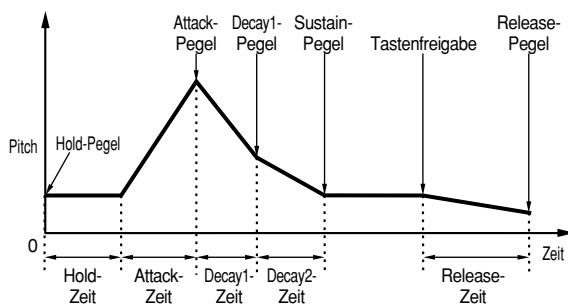 Attack-
Pegel
Decay1-
Pegel
Sustain-
Pegel
Tastenfreigabe
Release-
Pegel
Pitch
Hold-Pegel
0
Zeit
Hold-
Zeit
Attack-
Zeit
Decay1-
Zeit
Decay2-
Zeit
Release-
Zeit